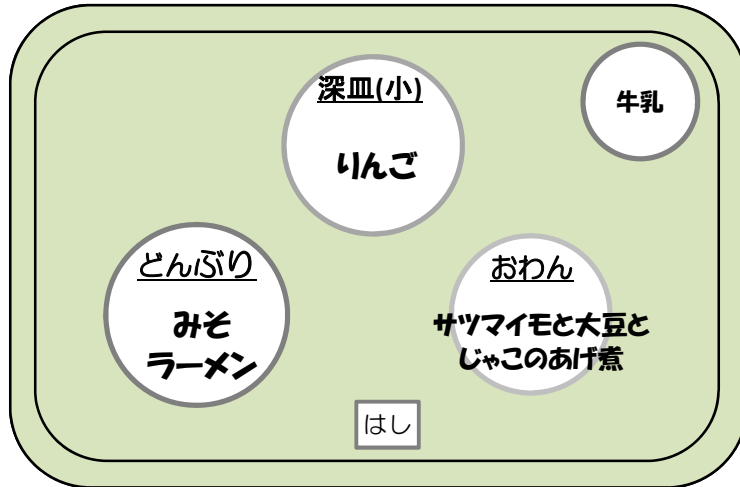 深皿(小)
りんご
牛乳
どんぶり
みそ
ラーメン
おわん
サツマイモと大豆と
じゃこのあげ煮
はし